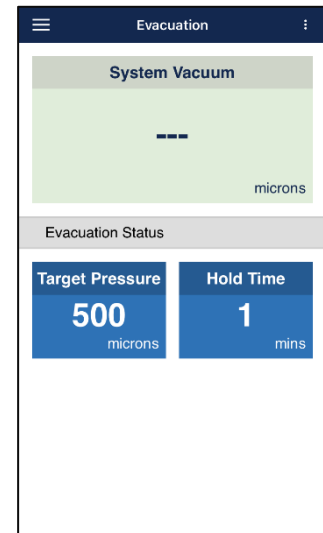 Evacuation
System Vacuum
---
microns
Evacuation Status
Target Pressure
500
microns
Hold Time
1
mins